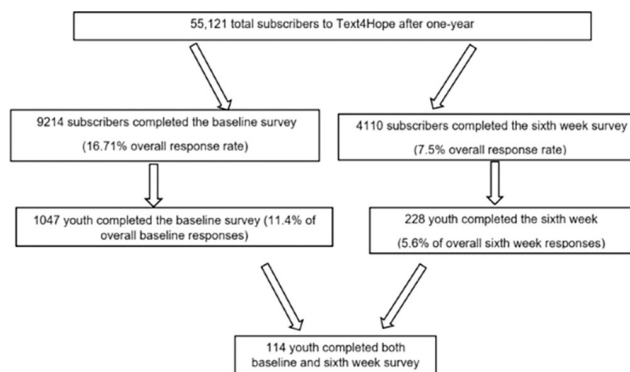 55,121 total subscribers to Text4Hope after one-year
9214 subscribers completed the baseline survey
(16.71% overall response rate)
4110 subscribers completed the sixth week survey
(7.5% overall response rate)
1047 youth completed the baseline survey (11.4% of
overall baseline responses)
228 youth completed the sixth week
(5.6% of overall sixth week responses)
114 youth completed both
baseline and sixth week survey